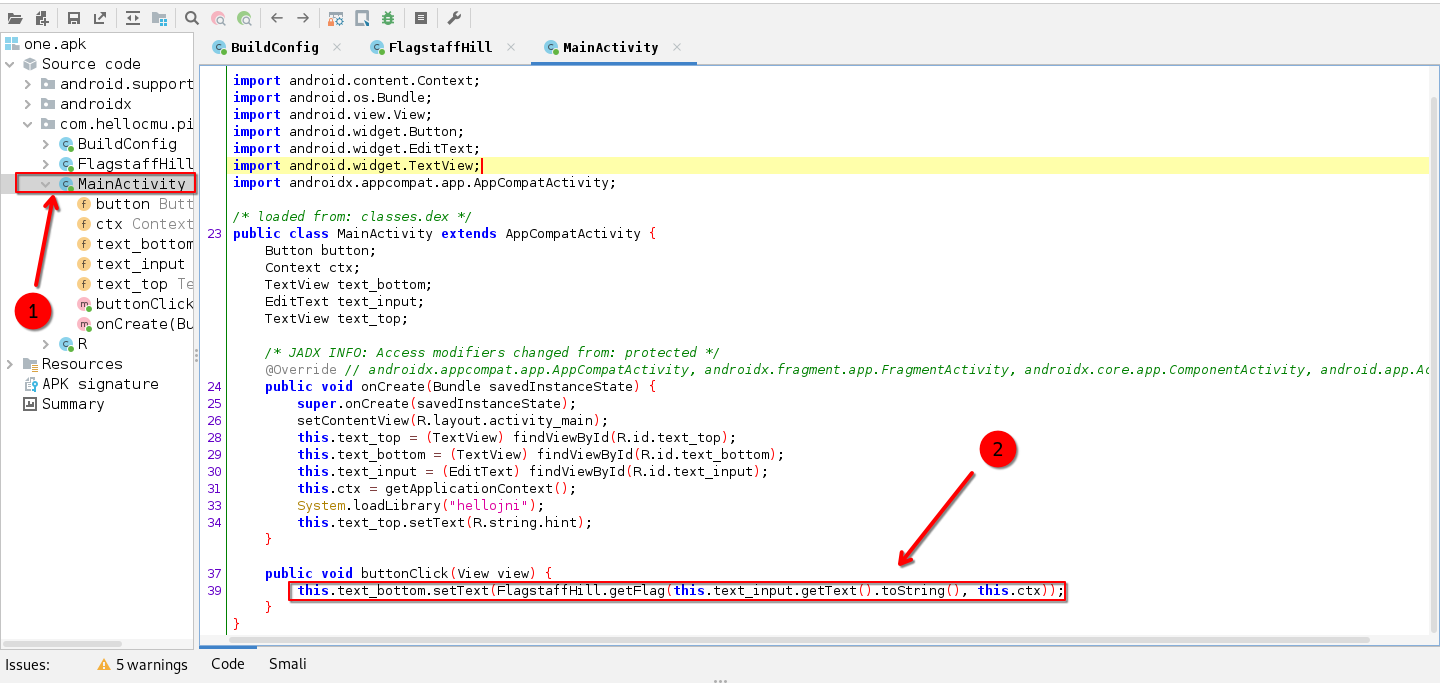 one.apk
Source code
android.support
androidx
com.hellocmu.pi
BuildConfig
FlagstaffHill
MainActivity
button Butt
ctx Context
text_bottom
text_input
text_top Te
buttonClick
onCreate(Bu
R
Resources
APK signature
Summary
1
BuildConfig FlagstaffHill MainActivity
import android.content.Context;
import android.os.Bundle;
import android.view.View;
import android.widget.Button;
import android.widget.EditText;
import android.widget.TextView;
import androidx.appcompat.app.AppCompatActivity;
/* loaded from: classes.dex */
23 public class MainActivity extends AppCompatActivity {
Button button;
Context ctx;
TextView text_bottom;
EditText text_input;
TextView text_top;
/* JADX INFO: Access modifiers changed from: protected */
@Override // androidx.appcompat.app.AppCompatActivity, androidx.fragment.app.FragmentActivity, androidx.core.app.ComponentActivity, android.app.Ac
24 public void onCreate(Bundle savedInstanceState) {
25 super.onCreate(savedInstanceState);
26 setContentView(R.layout.activity_main);
28 this.text_top = (TextView) findViewById(R.id.text_top);
29 this.text_bottom = (TextView) findViewById(R.id.text_bottom);
30 this.text_input = (EditText) findViewById(R.id.text_input);
31 this.ctx = getApplicationContext();
33 System.loadLibrary("hellojni");
34 this.text_top.setText(R.string.hint);
}
2
37 public void buttonClick(View view) {
39 this.text_bottom.setText(FlagstaffHill.getFlag(this.text_input.getText().toString(), this.ctx));
}
}
Issues: 5 warnings Code Smali